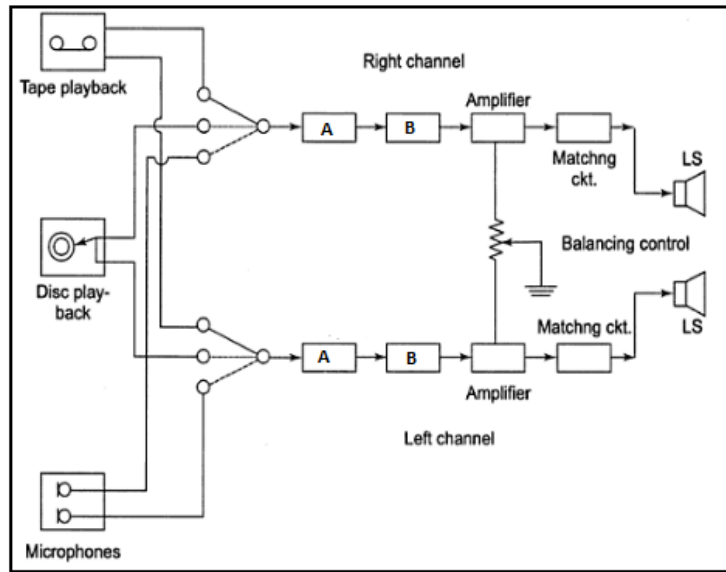 Tape playback
Right channel
Amplifier
A
B
Matchng
ckt.
LS
Disc play-
back
Balancing control
Matchng ckt.
LS
A
B
Amplifier
Left channel
Microphones